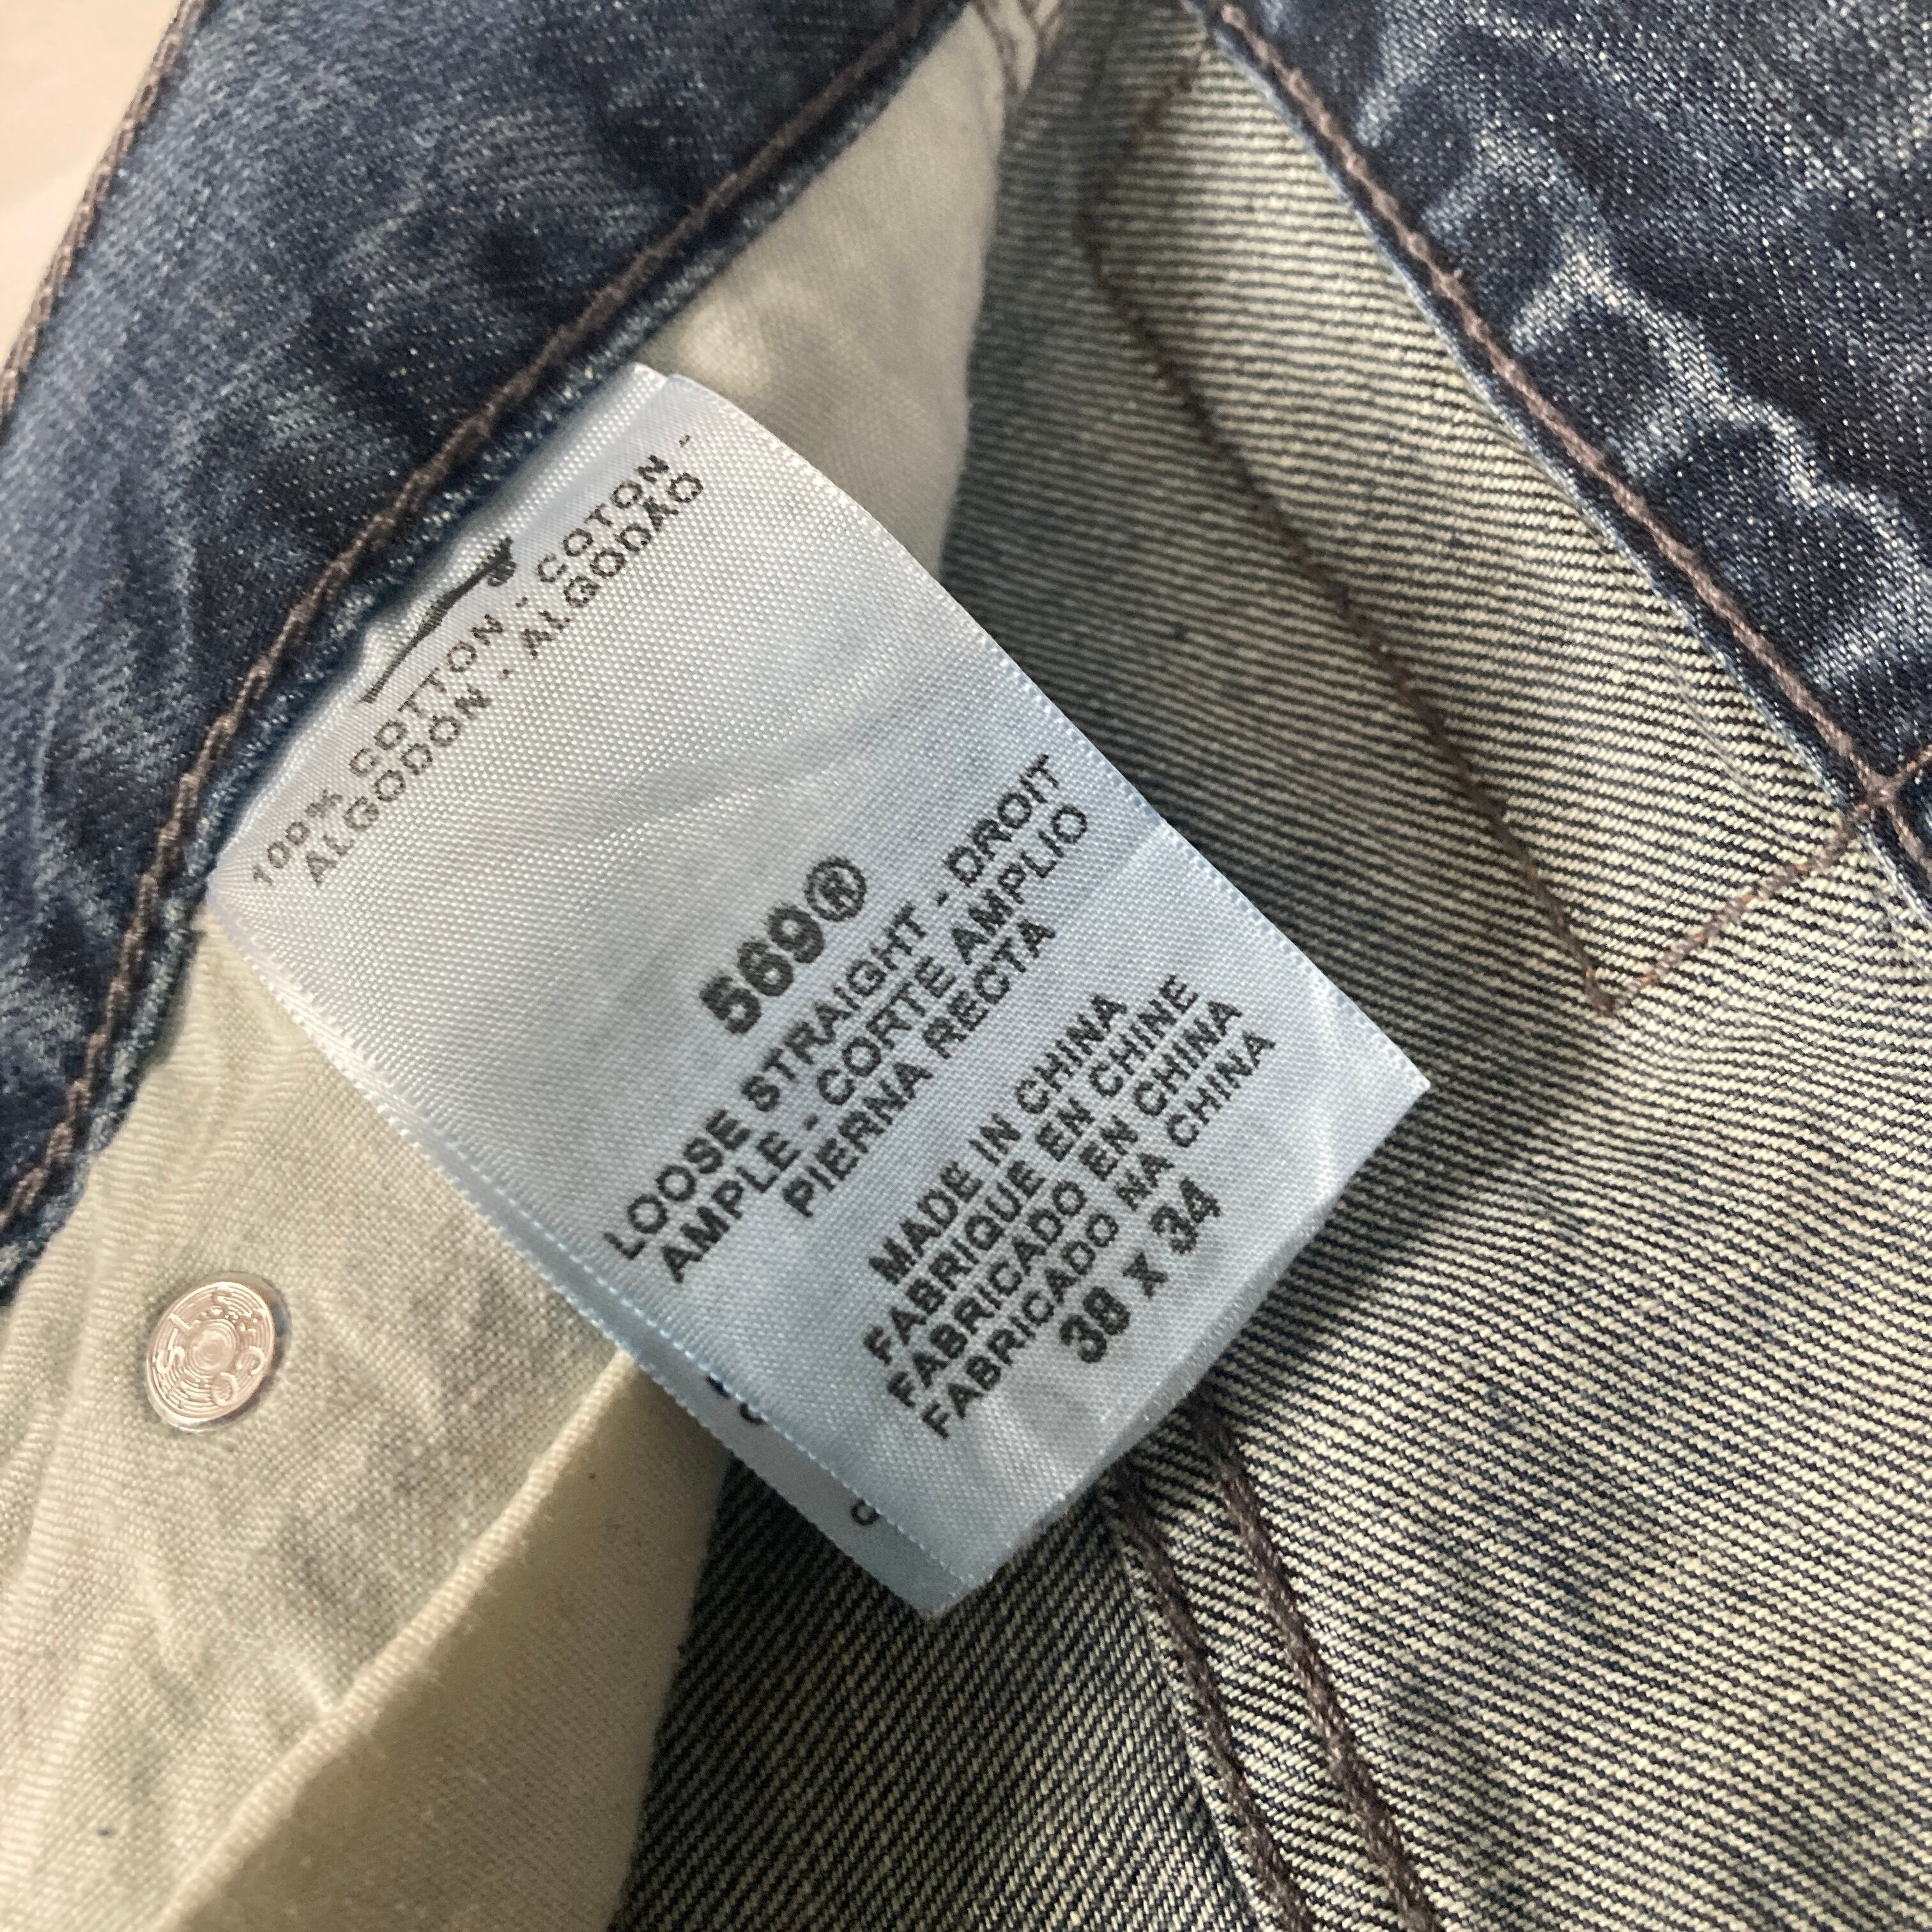 100% COTTON - COTON -
ALGODÓN - ALGODÃO
569®
LOOSE STRAIGHT - DROIT
AMPLE - CORTE AMPLIO
PIERNA RECTA
MADE IN CHINA
FABRIQUE EN CHINE
FABRICADO EN CHINA
FABRICADO NA CHINA
38 x 34